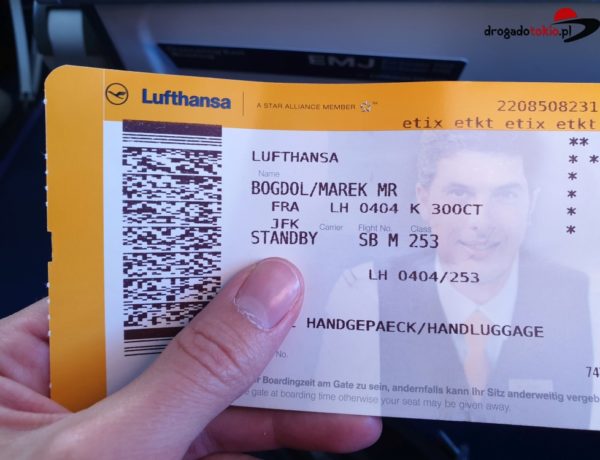 drogadotokio.pl
EMJ
Lufthansa
A STAR ALLIANCE MEMBER
2208508231
etix etkt etix etkt
LUFTHANSA
**
* *
*
*
*
Name
BOGDOL/MAREK MR
FRA LH 0404 K 30OCT
JFK Carrier Flight No. Class
STANDBY SB M 253
LH 0404/253
HANDGEPAECK/HANDLUGGAGE
No.
74
Boardingzeit am Gate zu sein, andernfalls kann Ihr Sitz anderweitig
gate at boarding time otherwise your seat may be given away.